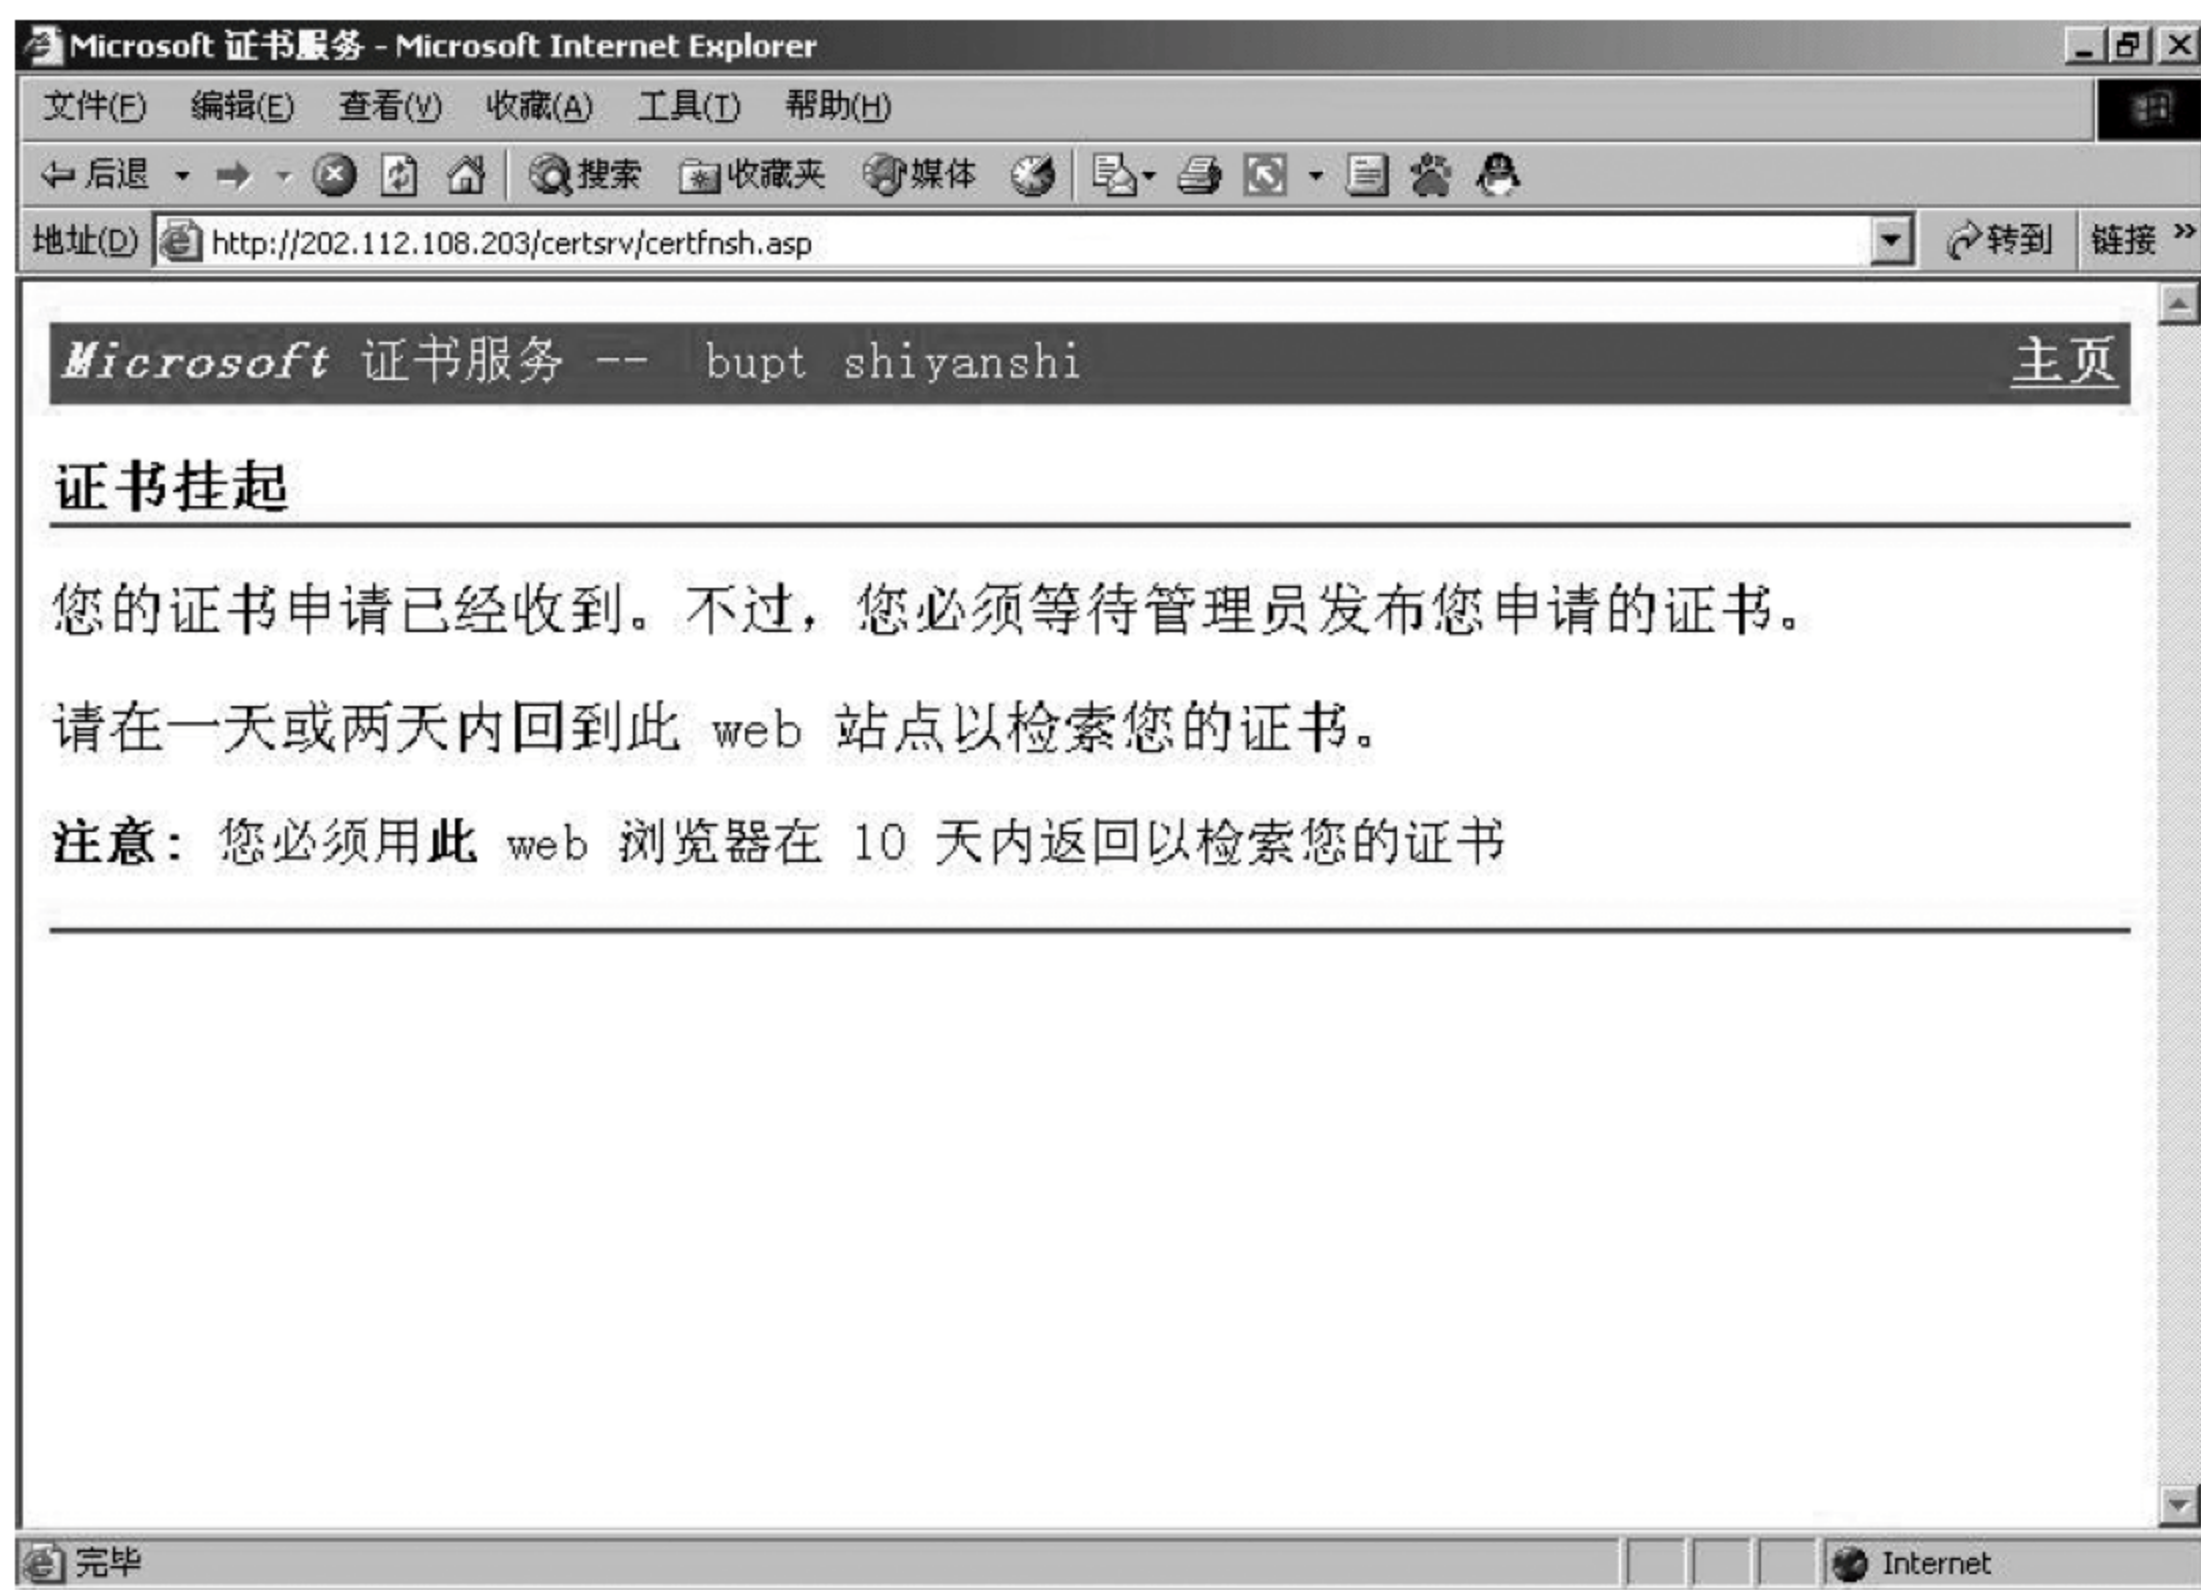 Microsoft 证书服务 - Microsoft Internet Explorer
文件(F) 编辑(E) 查看(V) 收藏(A) 工具(T) 帮助(H)
后退 搜索 收藏夹 媒体
地址(D) http://202.112.108.203/certsrv/certfnsh.asp 转到 链接 »
Microsoft 证书服务 -- bupt shiyanshi 主页
证书挂起
您的证书申请已经收到。不过，您必须等待管理员发布您申请的证书。
请在一天或两天内回到此 web 站点以检索您的证书。
注意: 您必须用此 web 浏览器在 10 天内返回以检索您的证书
完毕 Internet